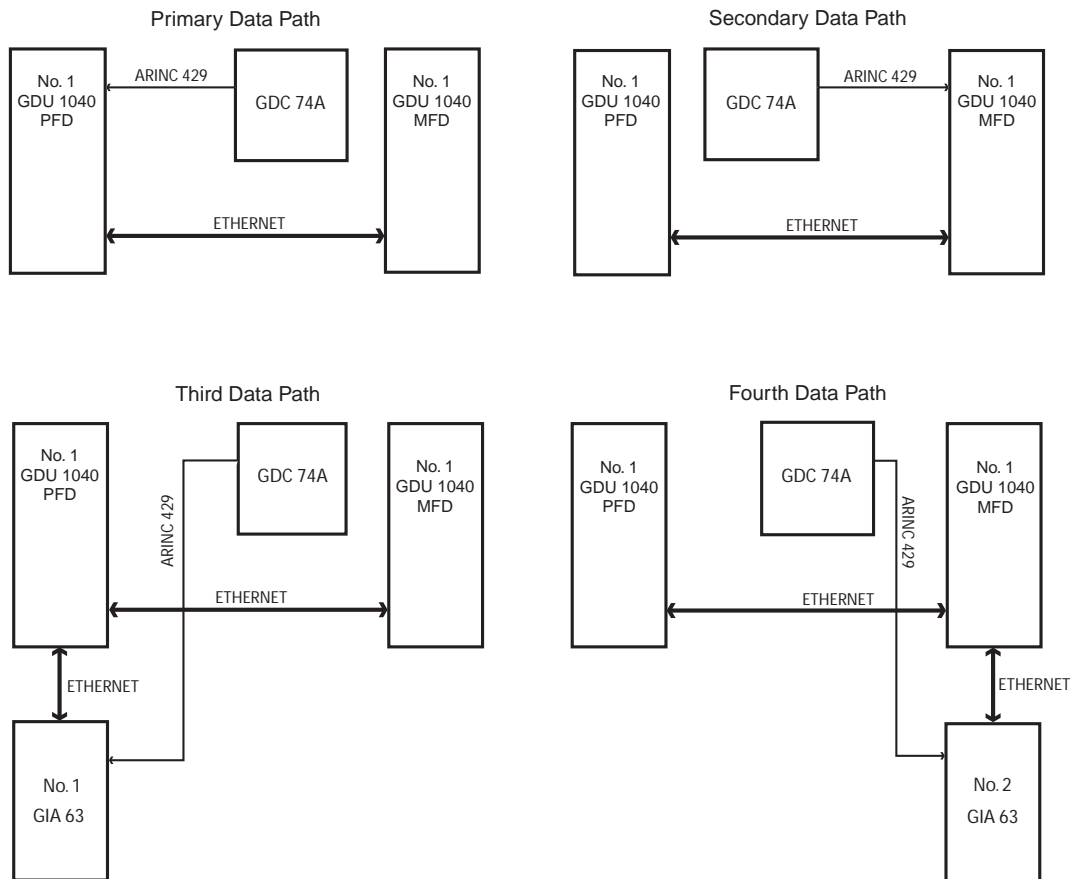 Primary Data Path
No. 1
GDU 1040
PFD
ARINC 429
GDC 74A
No. 1
GDU 1040
MFD
ETHERNET
Secondary Data Path
No. 1
GDU 1040
PFD
GDC 74A
ARINC 429
No. 1
GDU 1040
MFD
ETHERNET
Third Data Path
No. 1
GDU 1040
PFD
ARINC 429
GDC 74A
No. 1
GDU 1040
MFD
ETHERNET
ETHERNET
No. 1
GIA 63
Fourth Data Path
No. 1
GDU 1040
PFD
GDC 74A
ARINC 429
No. 1
GDU 1040
MFD
ETHERNET
ETHERNET
No. 2
GIA 63